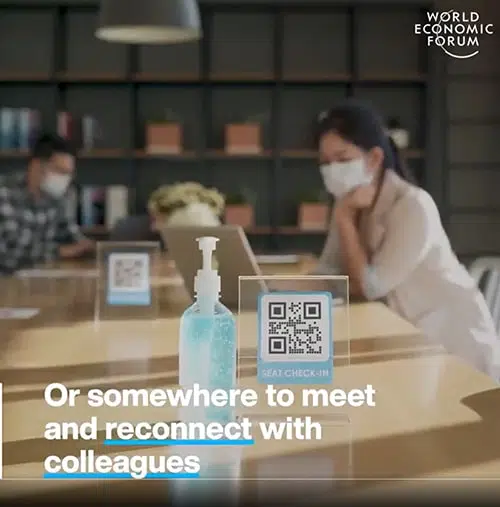 WORLD
ECONOMIC
FORUM
SEAT CHECK-IN
Or somewhere to meet
and reconnect with
colleagues